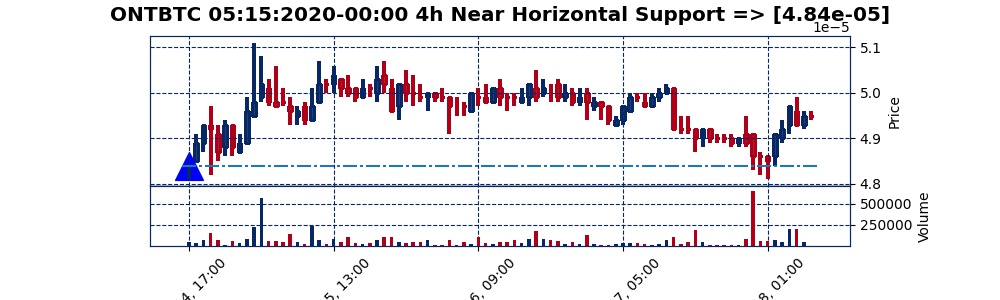 ONTBTC 05:15:2020-00:00 4h Near Horizontal Support => [4.84e-05]
1e−5
5.1
5.0
4.9
4.8
Price
500000
250000
Volume
4, 17:00
5, 13:00
6, 09:00
7, 05:00
8, 01:00